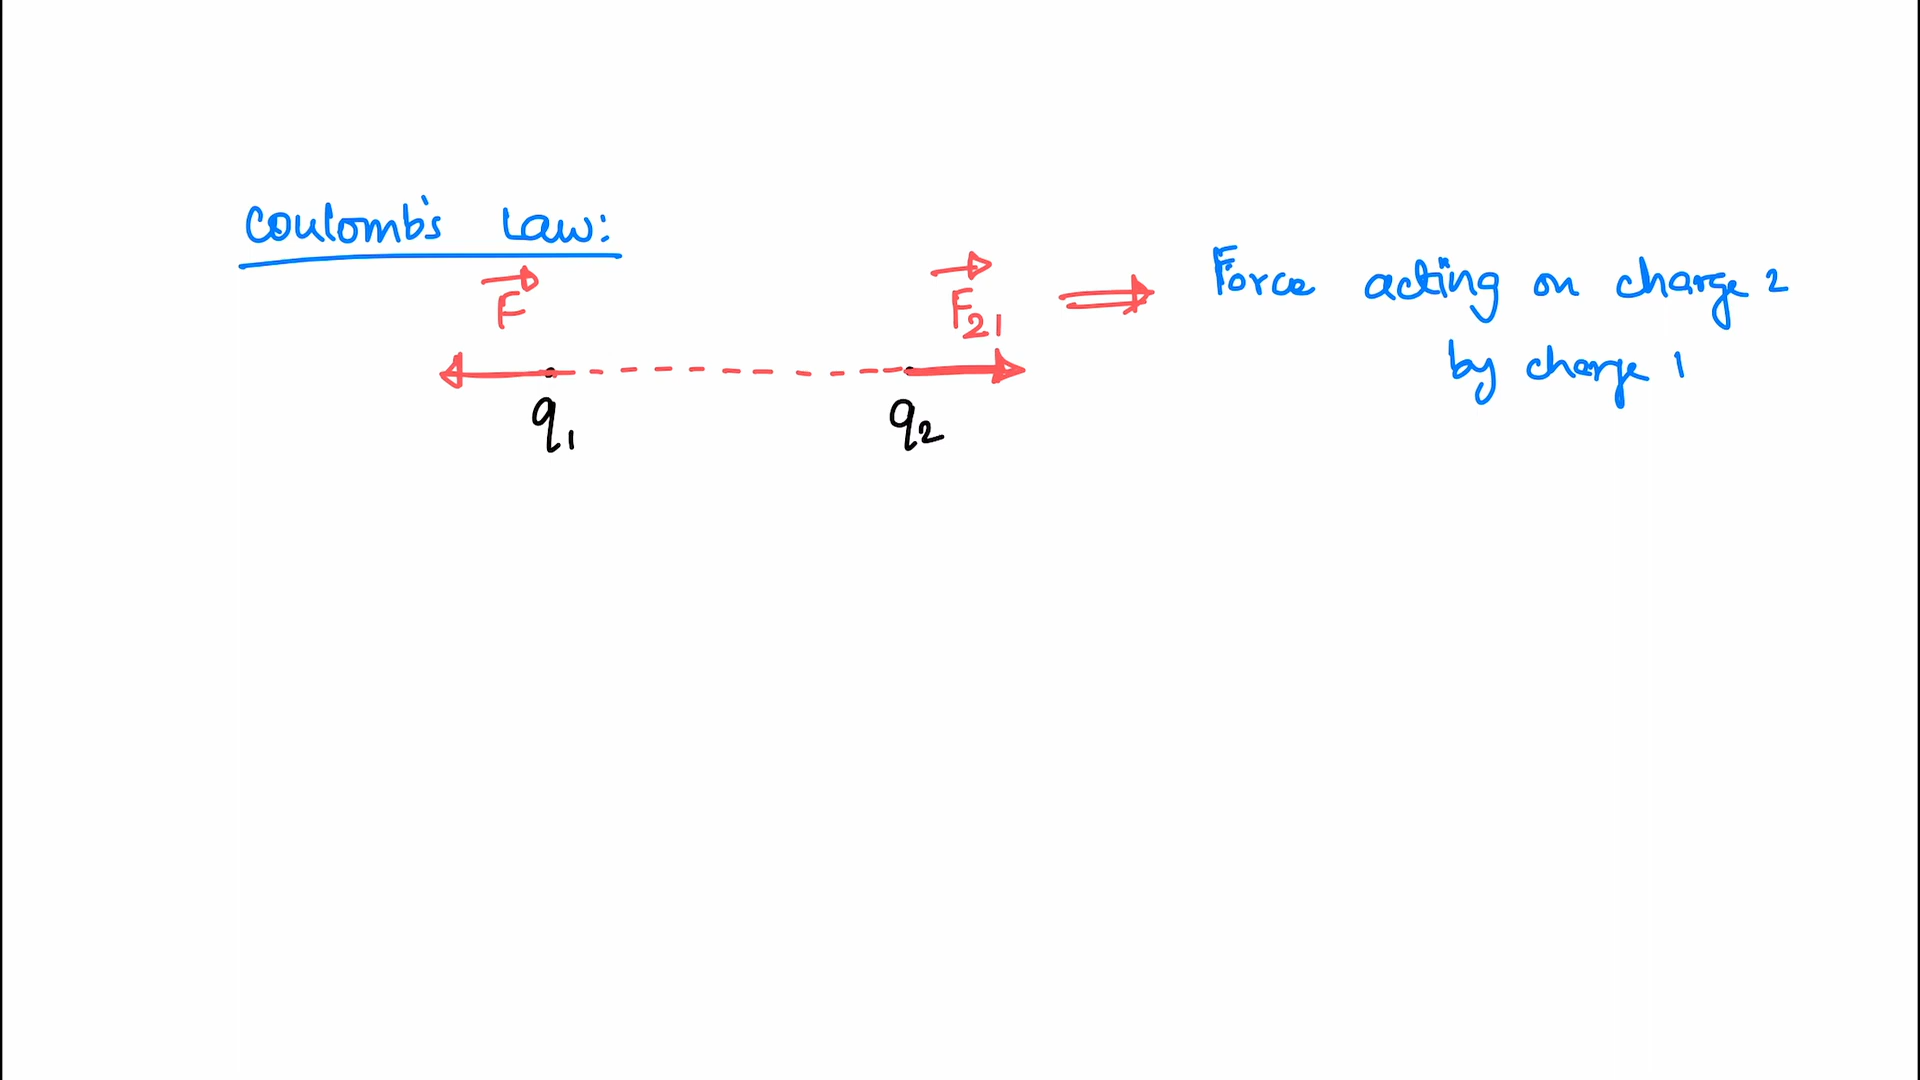 Coulomb's Law:
F
F21 ⇒ Force acting on charge 2
by charge 1
q1 q2